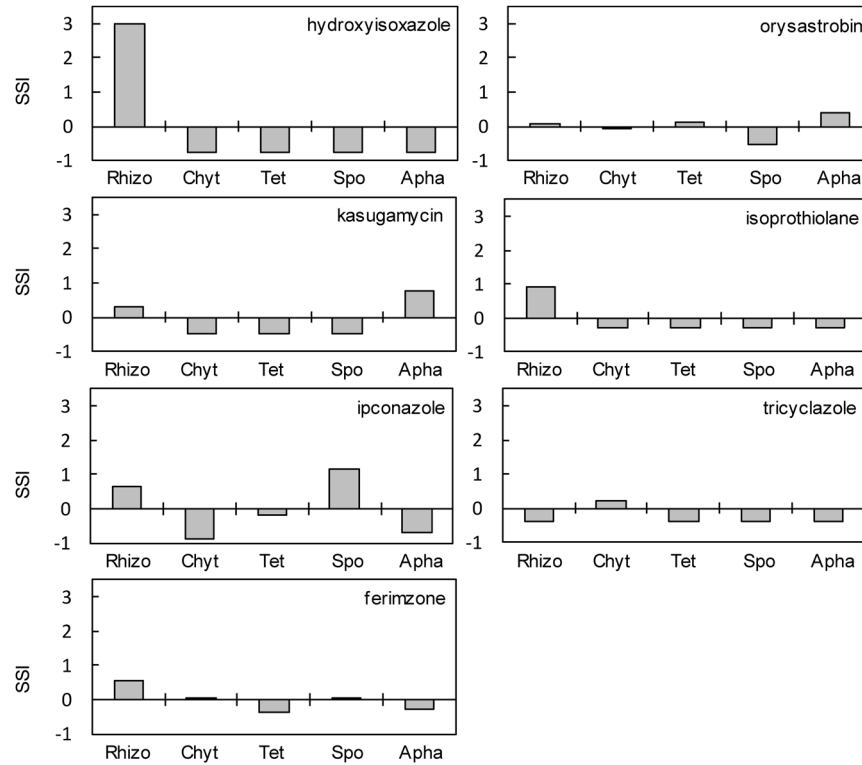 hydroxyisoxazole
SSI
3
2
1
0
-1
Rhizo Chyt Tet Spo Apha
orysastrobin
3
2
1
0
-1
Rhizo Chyt Tet Spo Apha
kasugamycin
SSI
3
2
1
0
-1
Rhizo Chyt Tet Spo Apha
isoprothiolane
3
2
1
0
-1
Rhizo Chyt Tet Spo Apha
ipconazole
SSI
3
2
1
0
-1
Rhizo Chyt Tet Spo Apha
tricyclazole
3
2
1
0
-1
Rhizo Chyt Tet Spo Apha
ferimzone
SSI
3
2
1
0
-1
Rhizo Chyt Tet Spo Apha